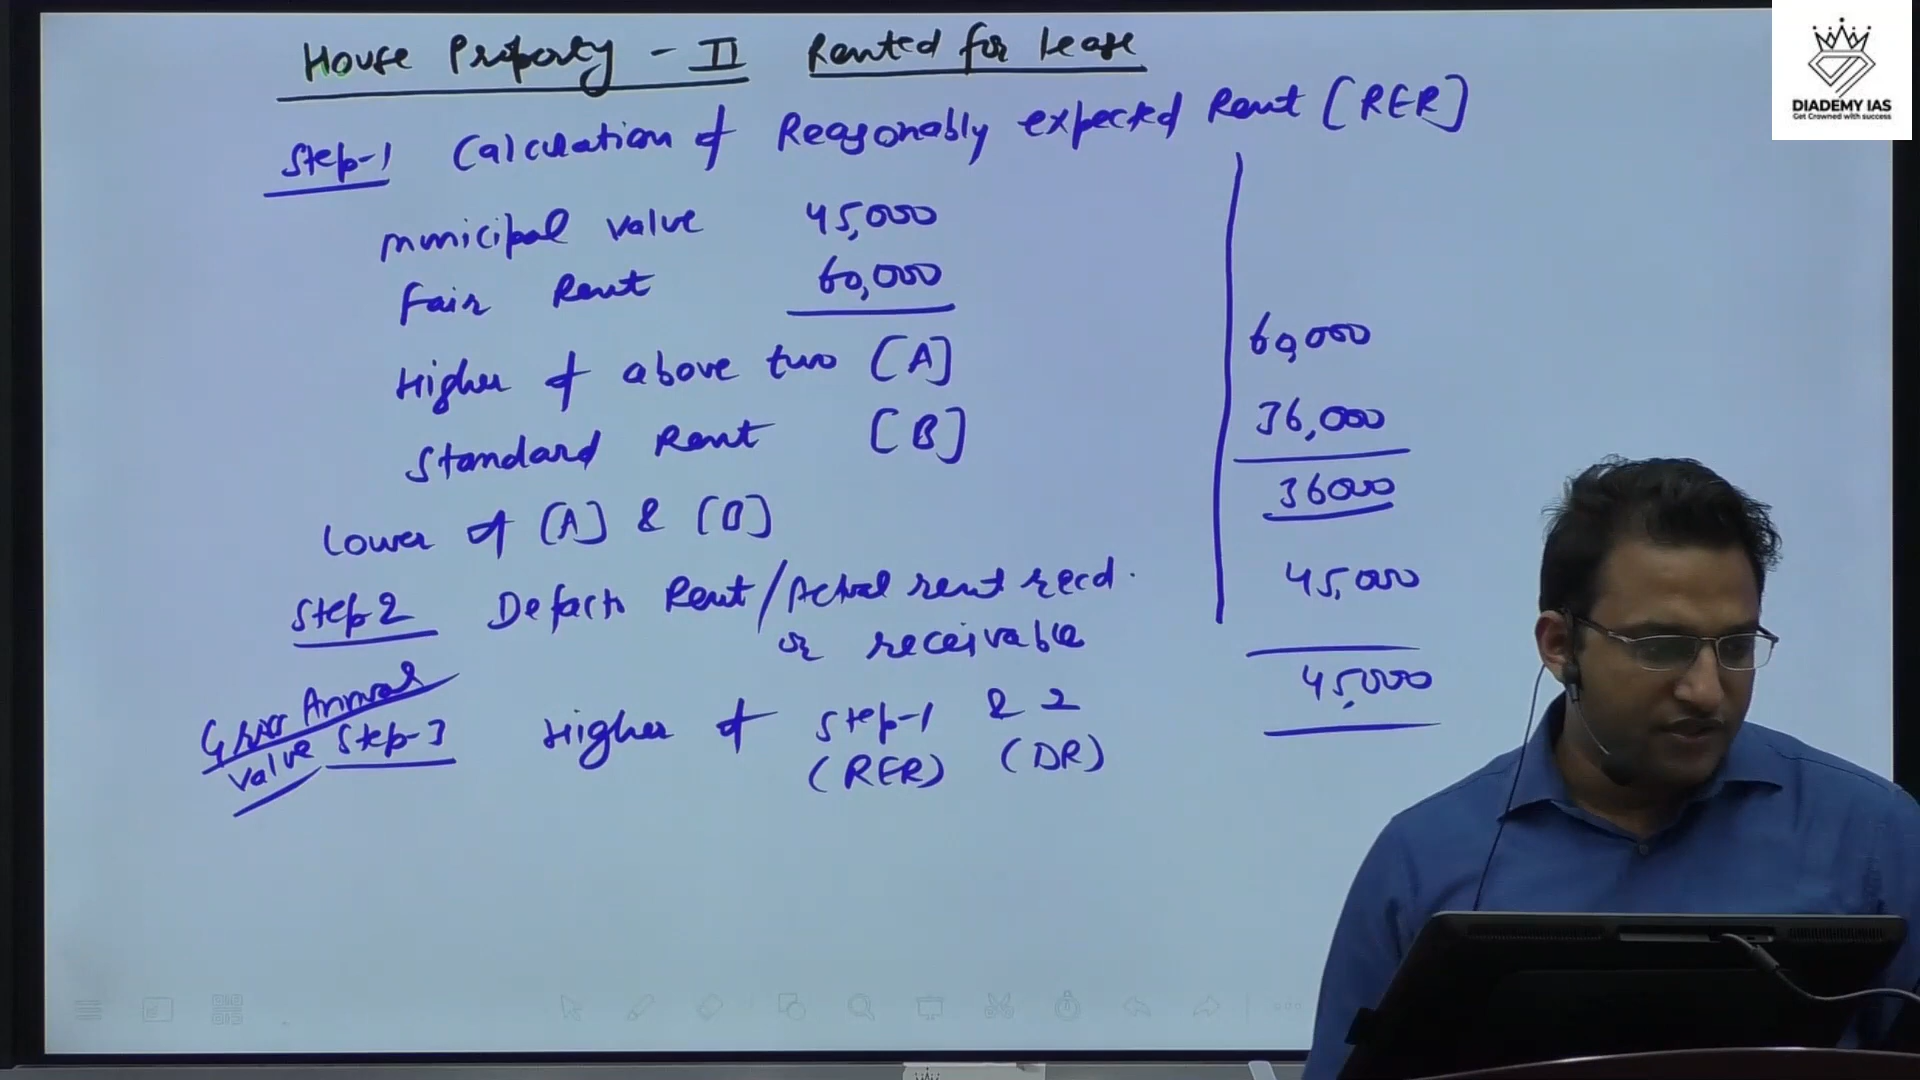 House Property - II Rented for Lease
DIADEMY IAS
Get Crowned with success
Step-1 Calculation of Reasonably expected Rent [RER]
municipal value 45,000
Fair Rent 60,000
Higher of above two [A] 60,000
Standard Rent [B] 36,000
Lower of [A] & [B] 36000
Step 2 Defacto Rent/Actual rent recd. 45,000
or receivable
Gross Annual
Value Step-3 Higher of Step-1 & 2 45,000
(RER) (DR)